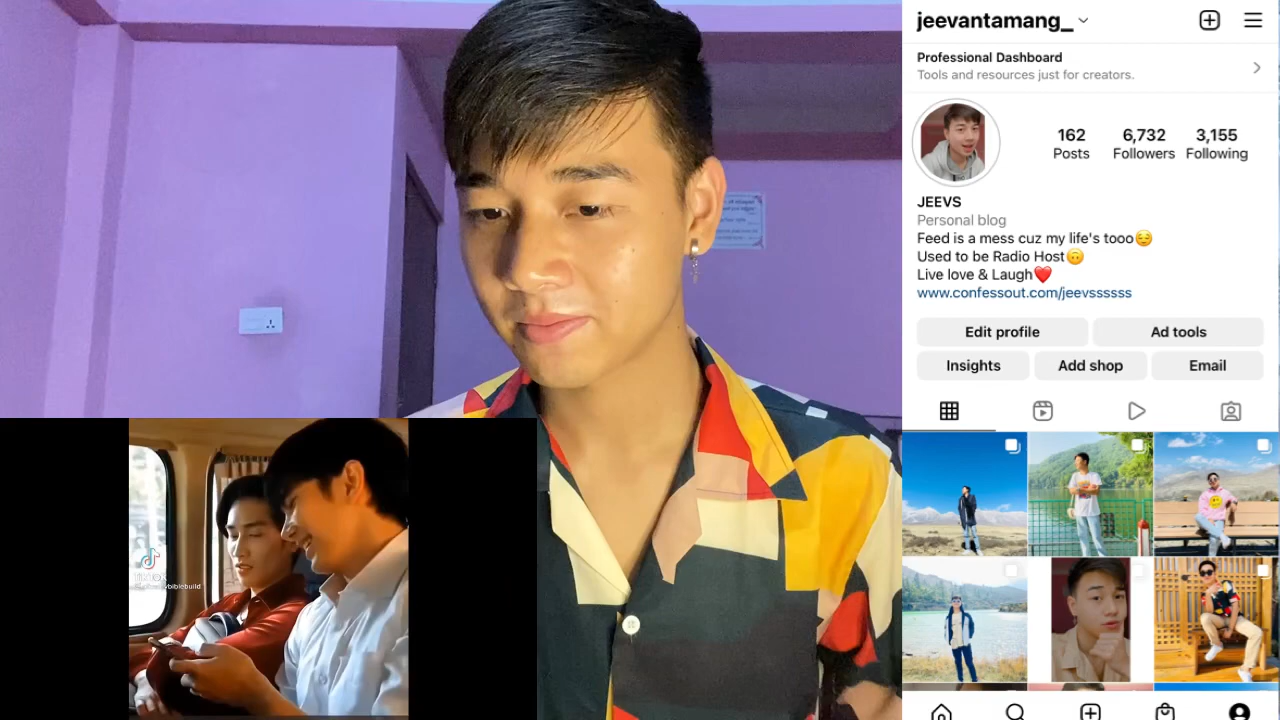 jeevantamang_
Professional Dashboard
Tools and resources just for creators.
162 6,732 3,155
Posts Followers Following
JEEVS
Personal blog
Feed is a mess cuz my life's tooo😌
Used to be Radio Host🙃
Live love & Laugh❤️
www.confessout.com/jeevssssss
Edit profile Ad tools
Insights Add shop Email
TikTok